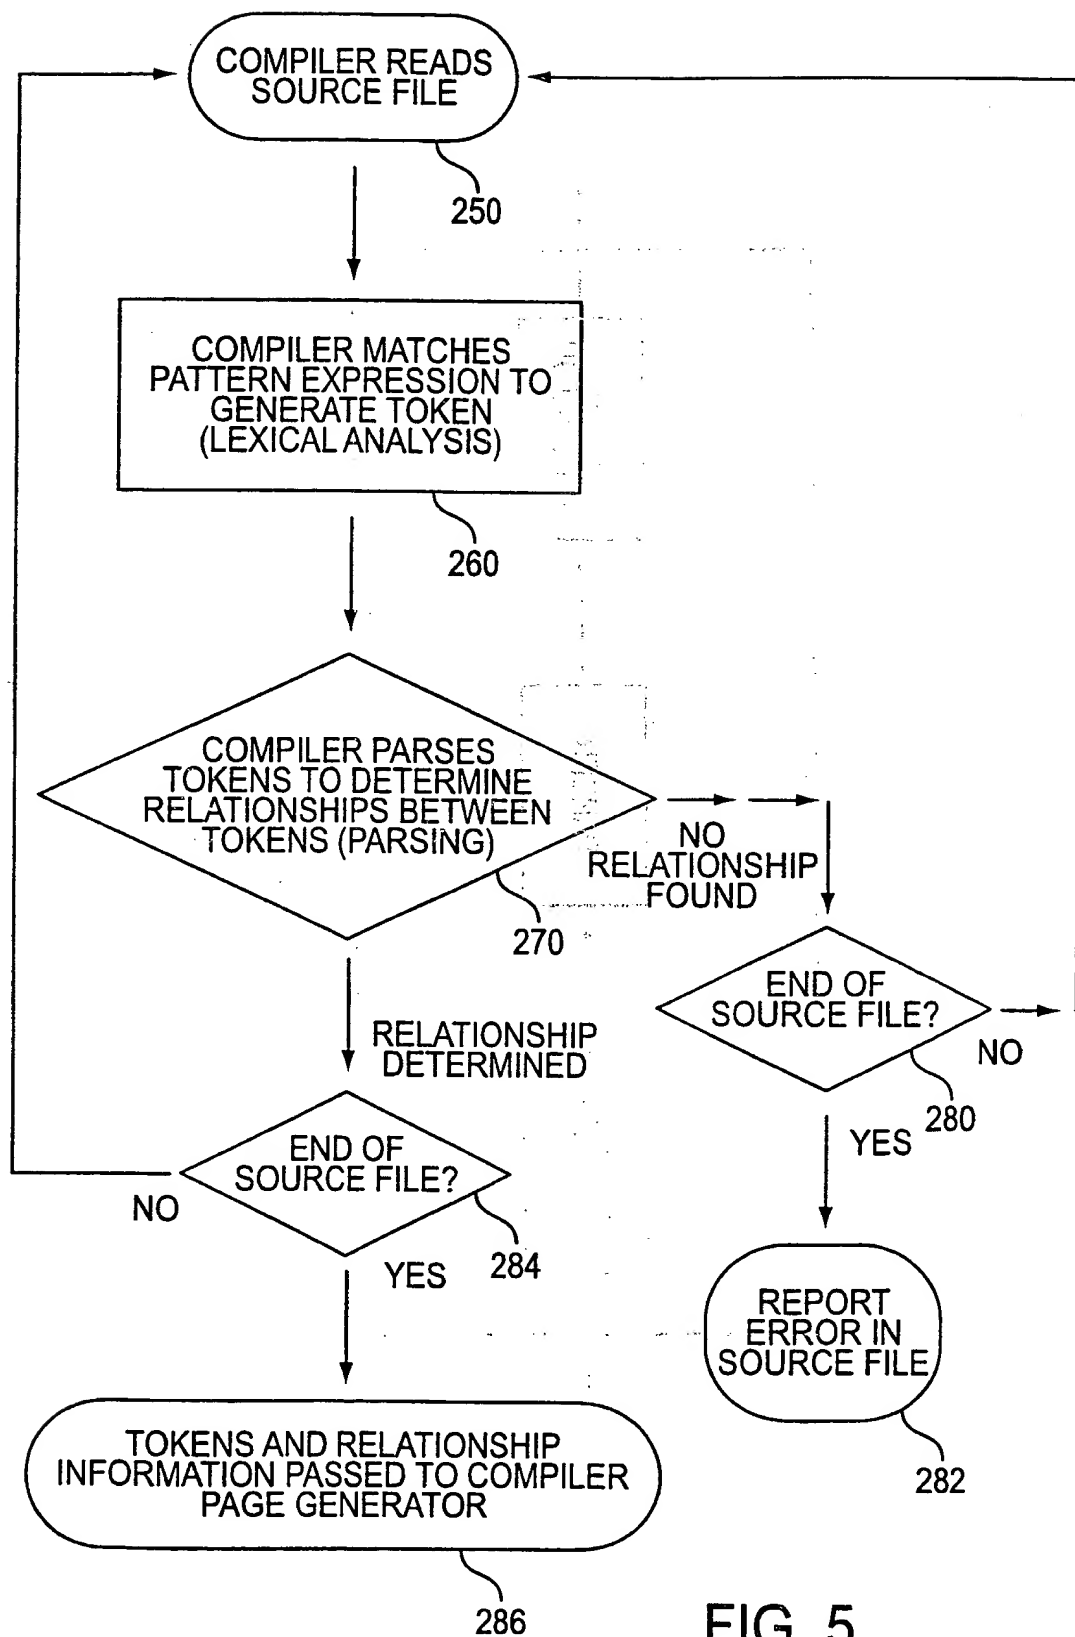 COMPILER READS
SOURCE FILE
250
COMPILER MATCHES
PATTERN EXPRESSION TO
GENERATE TOKEN
(LEXICAL ANALYSIS)
260
COMPILER PARSES
TOKENS TO DETERMINE
RELATIONSHIPS BETWEEN
TOKENS (PARSING)
270
NO
RELATIONSHIP
FOUND
END OF
SOURCE FILE?
NO
280
YES
RELATIONSHIP
DETERMINED
END OF
SOURCE FILE?
NO
284
YES
REPORT
ERROR IN
SOURCE FILE
282
TOKENS AND RELATIONSHIP
INFORMATION PASSED TO COMPILER
PAGE GENERATOR
286
FIG. 5